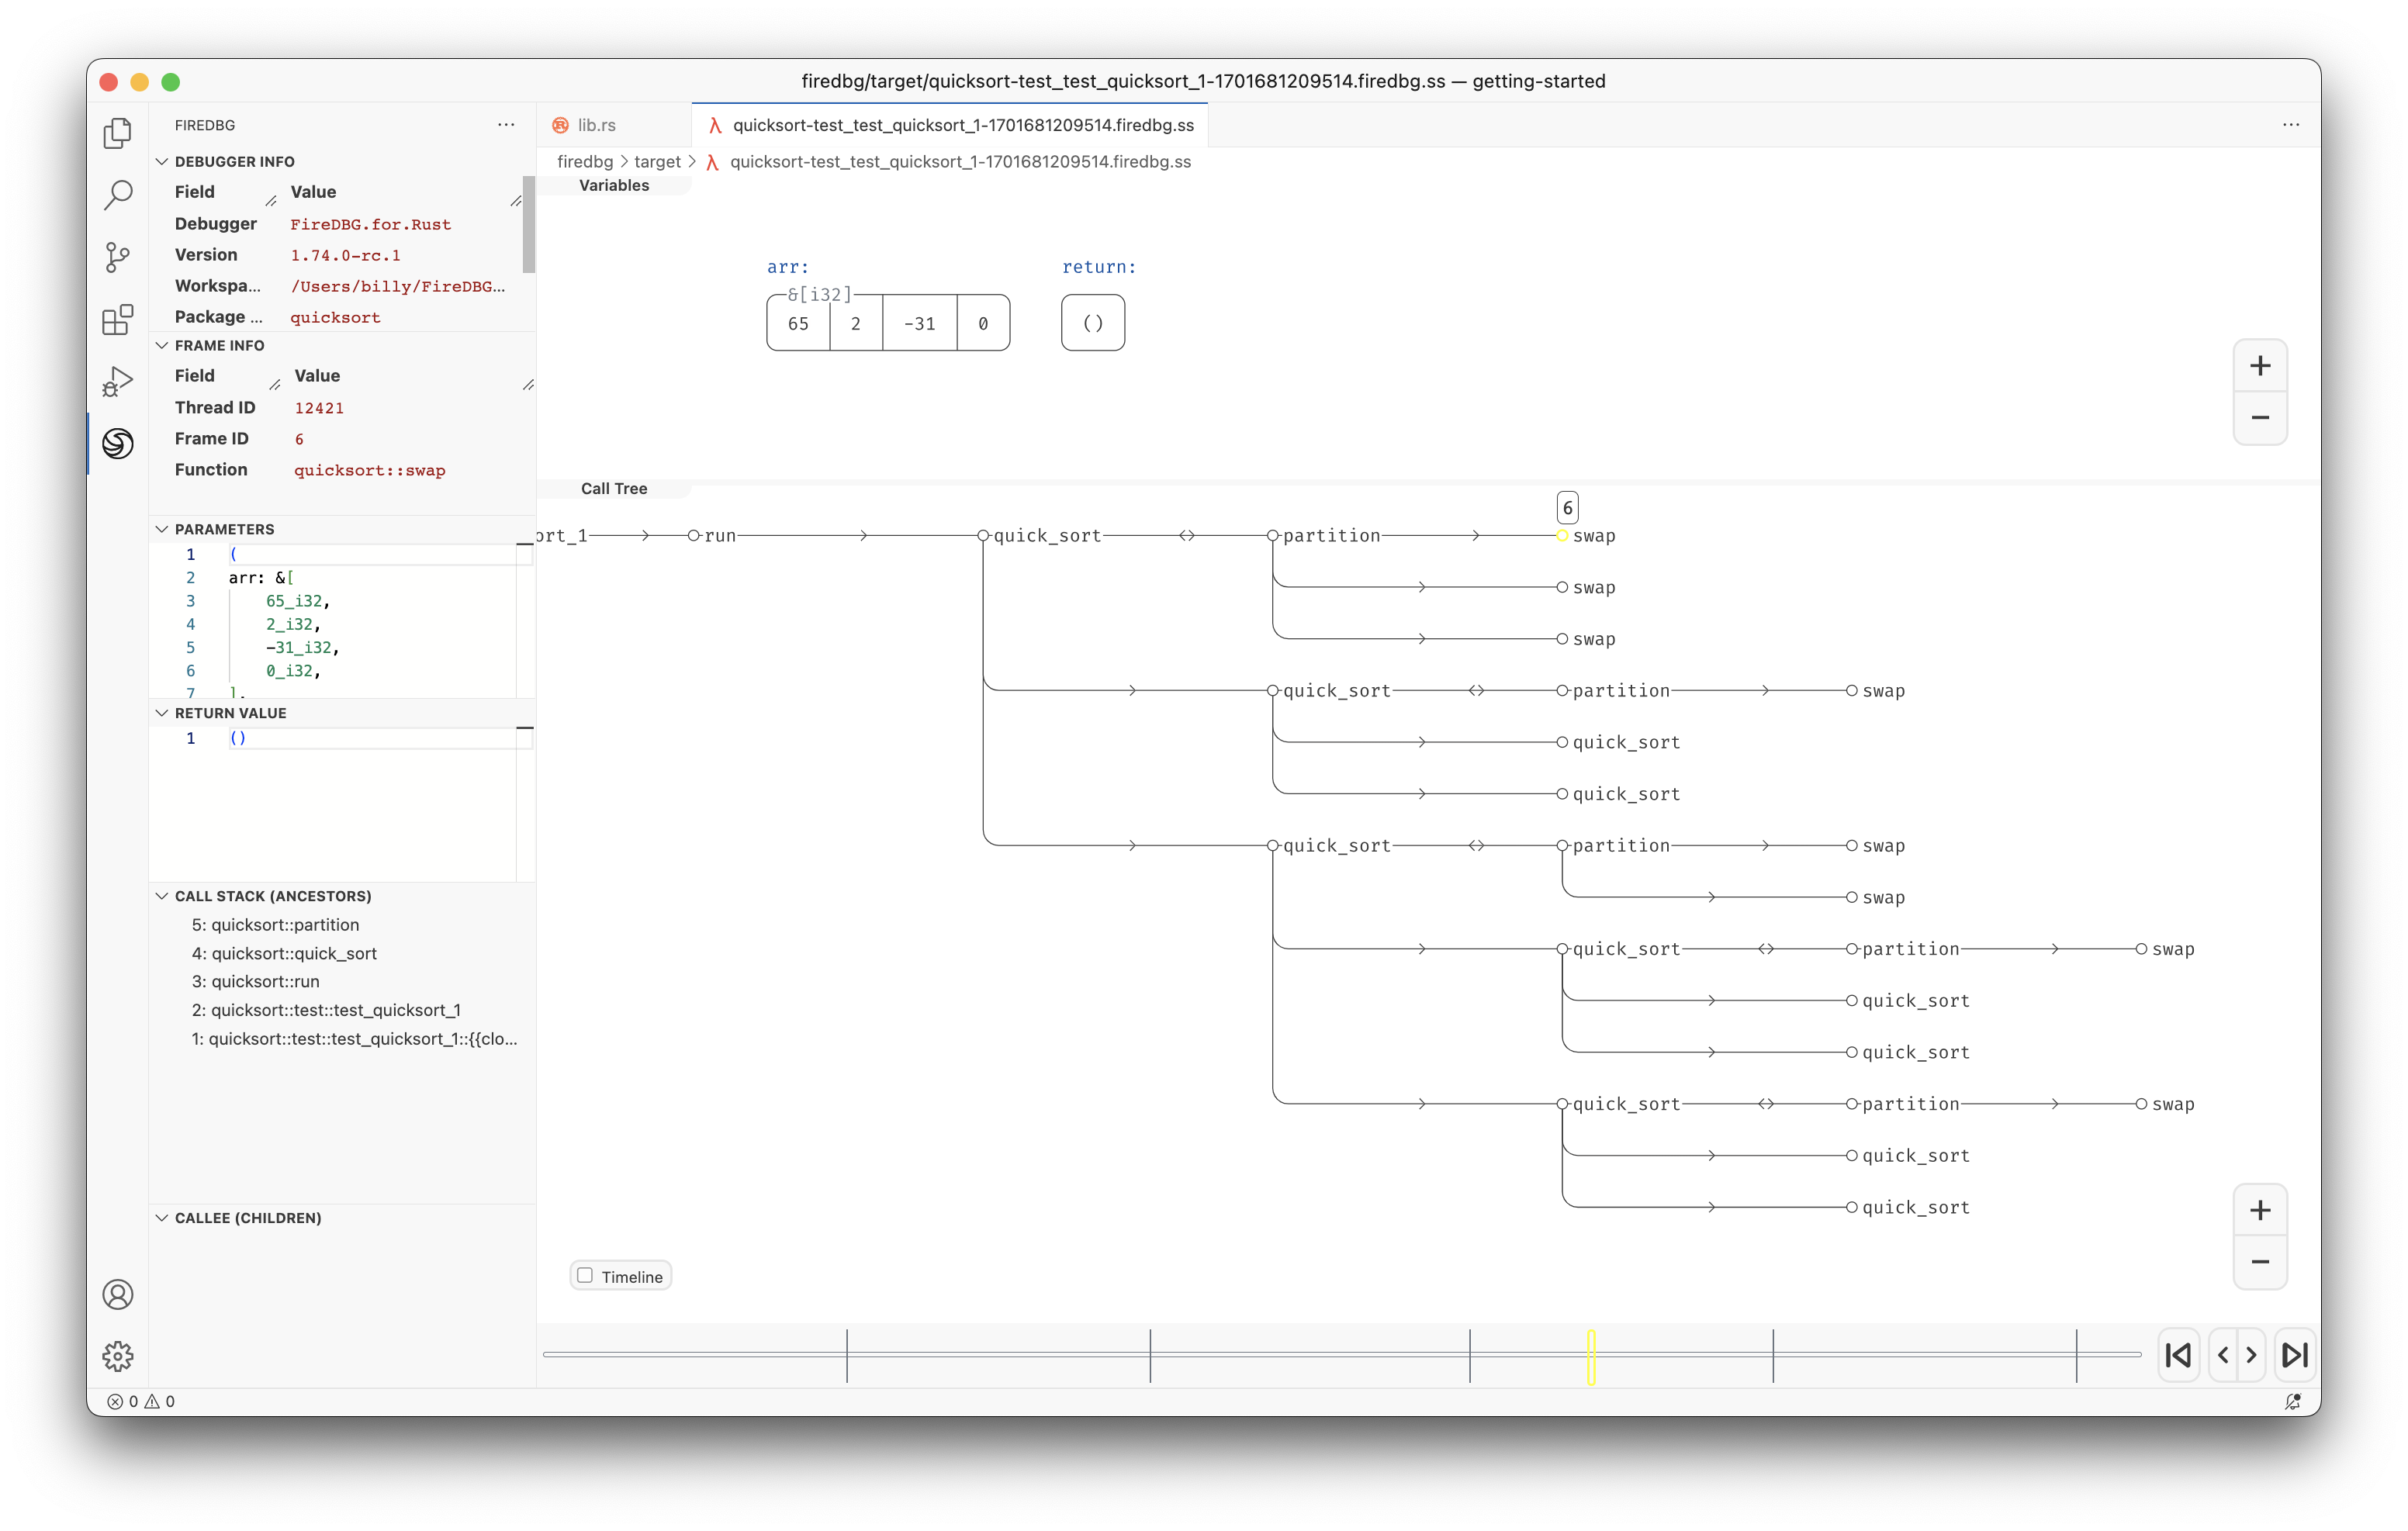 firedbg/target/quicksort-test_test_quicksort_1-1701681209514.firedbg.ss — getting-started
FIREDBG
DEBUGGER INFO
Field Value
Debugger FireDBG.for.Rust
Version 1.74.0-rc.1
Workspa... /Users/billy/FireDBG...
Package ... quicksort
FRAME INFO
Field Value
Thread ID 12421
Frame ID 6
Function quicksort::swap
PARAMETERS
1 (
2 arr: &[
3 65_i32,
4 2_i32,
5 -31_i32,
6 0_i32,
7 ],
RETURN VALUE
1 ()
CALL STACK (ANCESTORS)
5: quicksort::partition
4: quicksort::quick_sort
3: quicksort::run
2: quicksort::test::test_quicksort_1
1: quicksort::test::test_quicksort_1::{{clo...
CALLEE (CHILDREN)
lib.rs quicksort-test_test_quicksort_1-1701681209514.firedbg.ss
firedbg > target > quicksort-test_test_quicksort_1-1701681209514.firedbg.ss
Variables
arr: return:
&[i32]
65 2 -31 0 ()
Call Tree
6
ort_1 run quick_sort partition swap
swap
swap
quick_sort partition swap
quick_sort
quick_sort
quick_sort partition swap
swap
quick_sort partition swap
quick_sort
quick_sort
quick_sort partition swap
quick_sort
quick_sort
Timeline
0 0